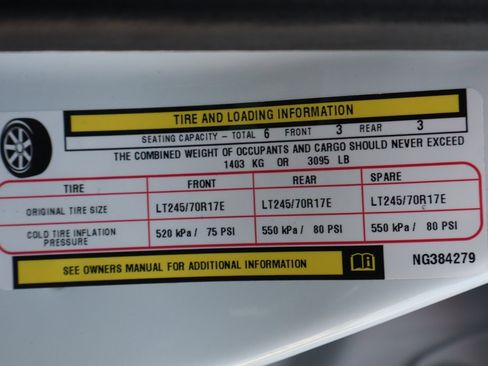 TIRE AND LOADING INFORMATION
SEATING CAPACITY - TOTAL 6 FRONT 3 REAR 3
THE COMBINED WEIGHT OF OCCUPANTS AND CARGO SHOULD NEVER EXCEED
1403 KG OR 3095 LB
TIRE FRONT REAR SPARE
ORIGINAL TIRE SIZE LT245/70R17E LT245/70R17E LT245/70R17E
COLD TIRE INFLATION PRESSURE 520 kPa / 75 PSI 550 kPa / 80 PSI 550 kPa / 80 PSI
SEE OWNERS MANUAL FOR ADDITIONAL INFORMATION NG384279